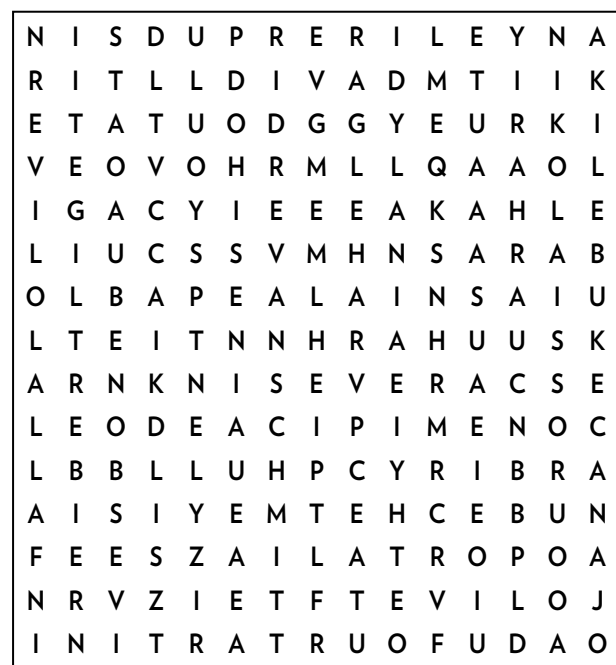 N I S D U P R E R I L E Y N A
R I T L L D I V A D M T I I K
E T A T U O D G G Y E U R K I
V E O V O H R M L L Q A A O L
I G A C Y I E E E A K A H L E
L I U C S S V M H N S A R A B
O L B A P E A L A I N S A I U
L T E I T N N H R A H U U S K
A R N K N I S E V E R A C S E
L E O D E A C I P I M E N O C
L B B L L U H P C Y R I B R A
A I S I Y E M T E H C E B U N
F E E S Z A I L A T R O P O A
N R V Z I E T F T E V I L O J
I N I T R A T R U O F U D A O